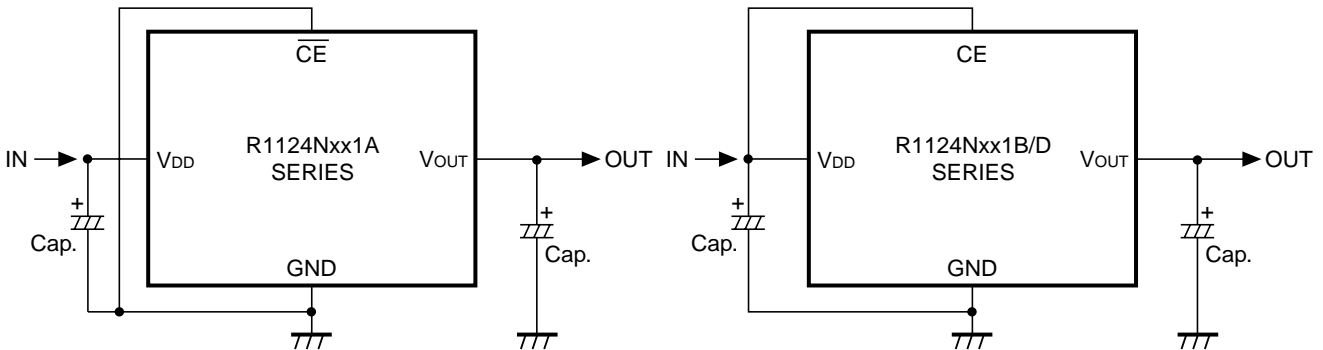 CE
IN
VDD
R1124Nxx1A
SERIES
VOUT
OUT
+
Cap.
+
Cap.
GND
CE
IN
VDD
R1124Nxx1B/D
SERIES
VOUT
OUT
+
Cap.
+
Cap.
GND